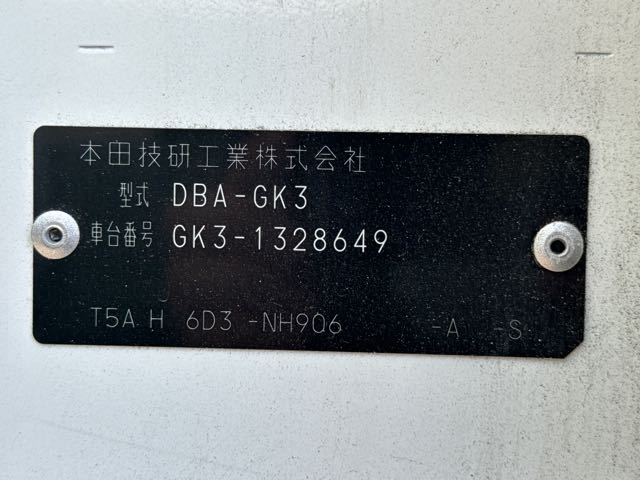 本田技研工業株式会社
型式 DBA-GK3
車台番号 GK3-1328649
T5A H 6D3 -NH906 -A -S